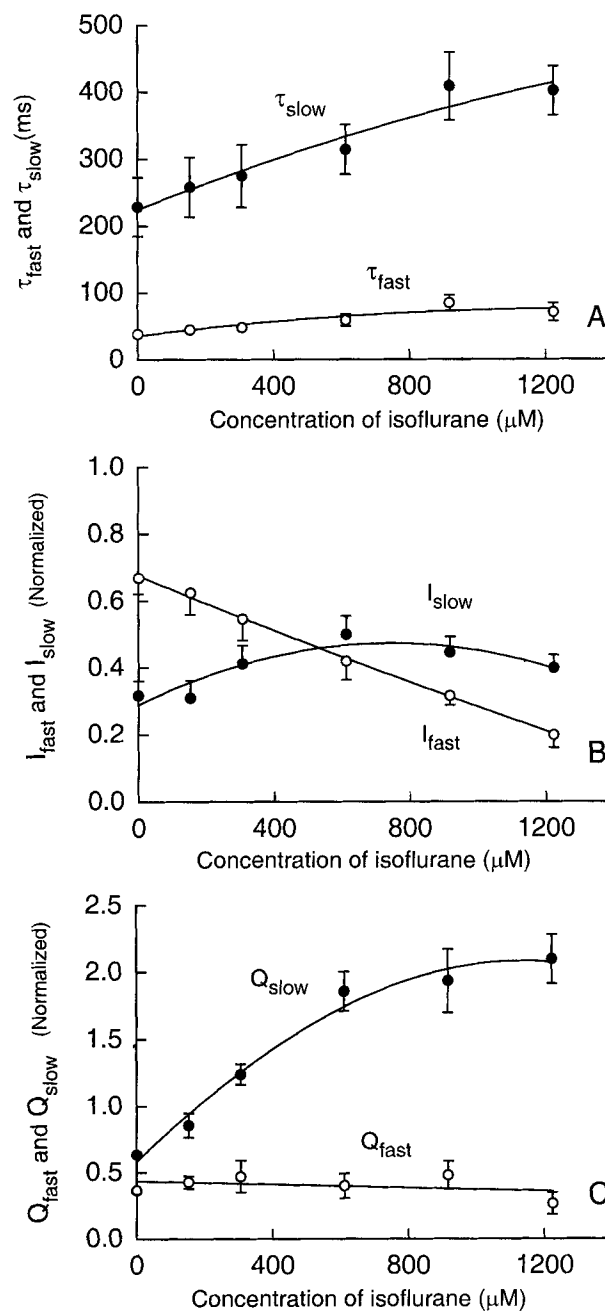 500
400
300
200
100
0
τfast and τslow(ms)
τslow
τfast
A
0 400 800 1200
Concentration of isoflurane (μM)
1.0
0.8
0.6
0.4
0.2
0.0
Ifast and Islow (Normalized)
Islow
Ifast
B
0 400 800 1200
Concentration of isoflurane (μM)
2.5
2.0
1.5
1.0
0.5
0.0
Qfast and Qslow (Normalized)
Qslow
Qfast
C
0 400 800 1200
Concentration of isoflurane (μM)